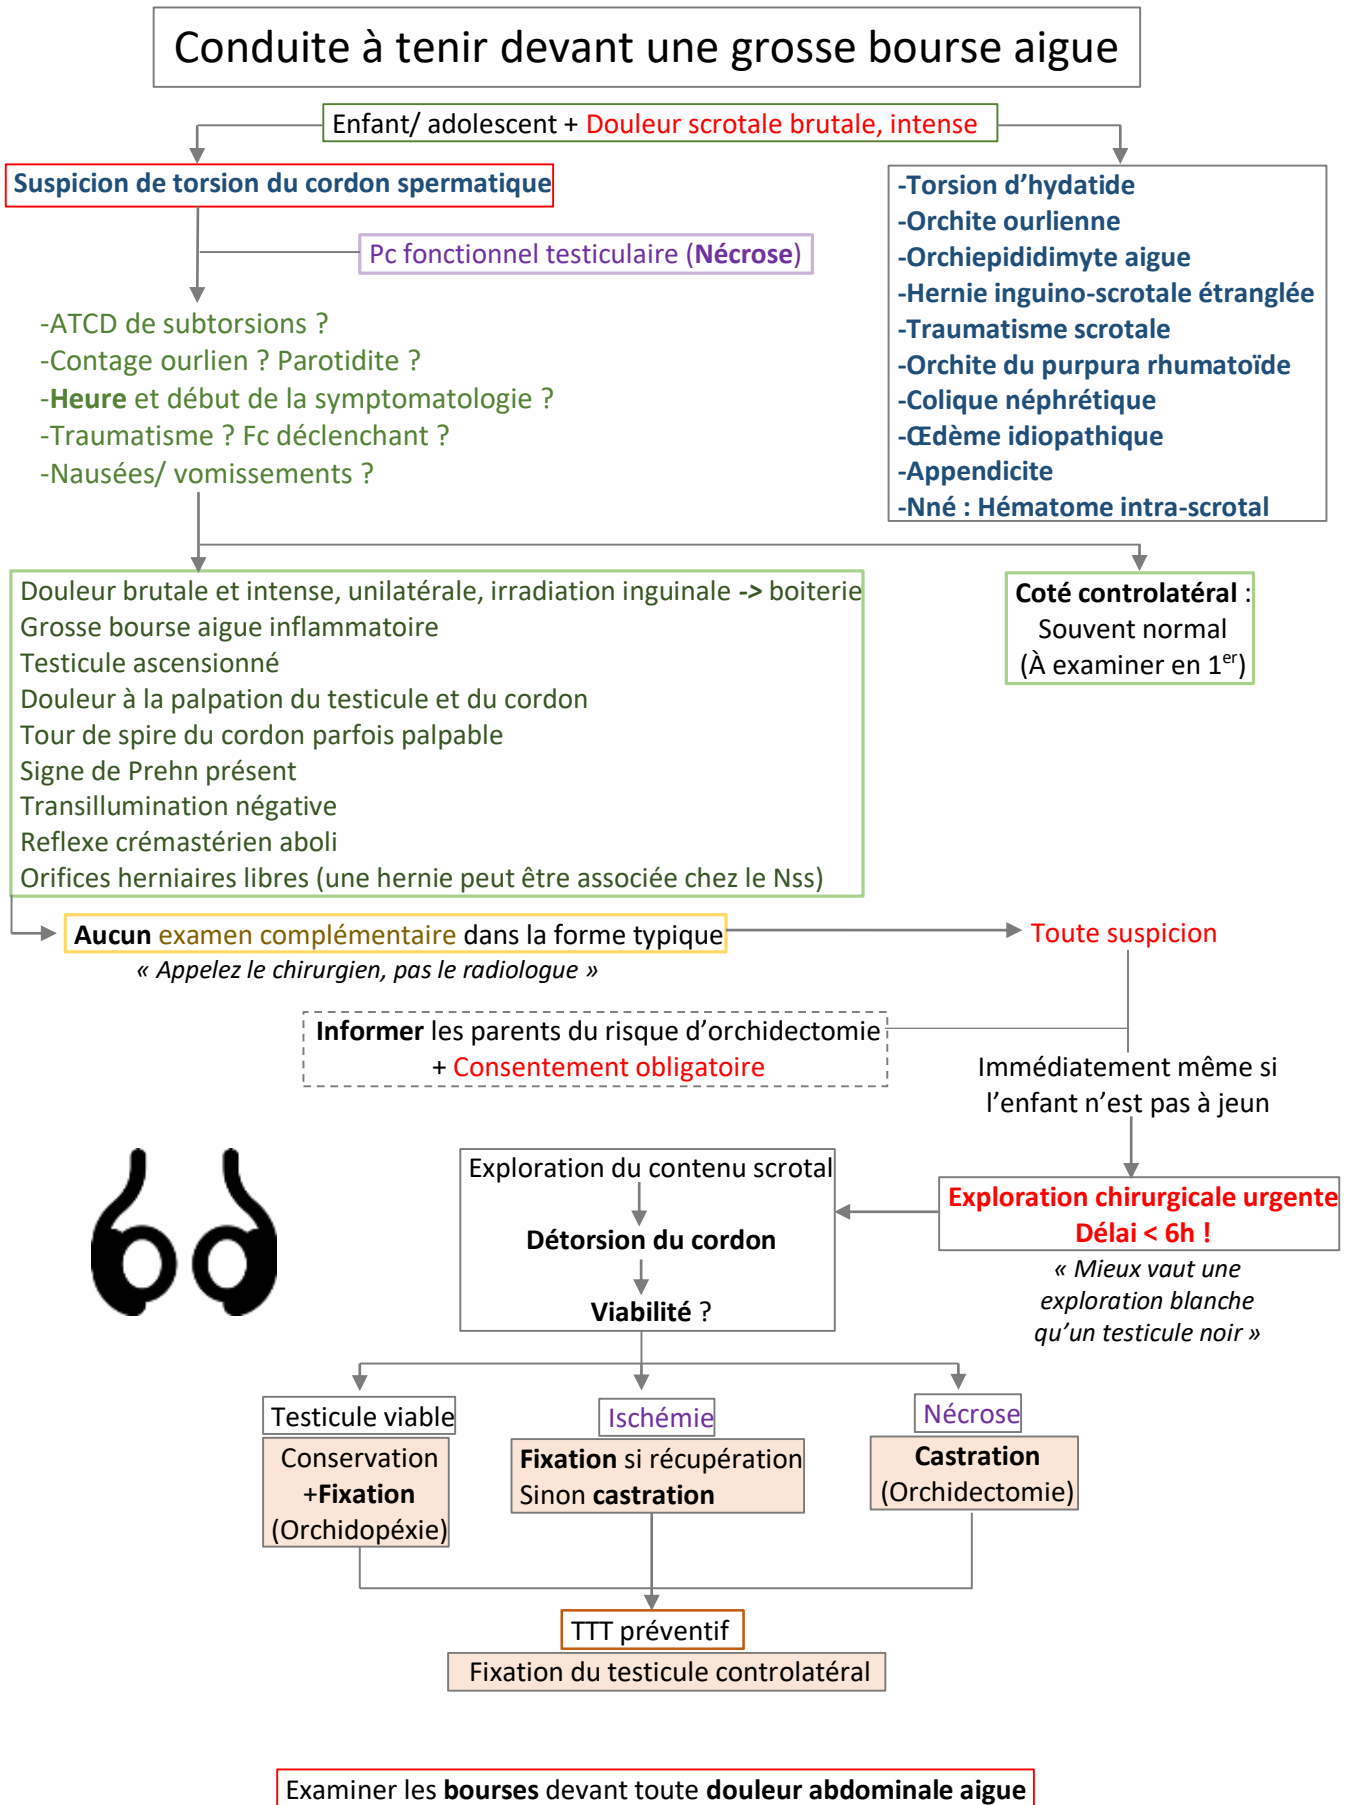 Conduite à tenir devant une grosse bourse aigue
Enfant/ adolescent + Douleur scrotale brutale, intense
Suspicion de torsion du cordon spermatique
Pc fonctionnel testiculaire (Nécrose)
-Torsion d’hydatide
-Orchite ourlienne
-Orchiepididimyte aigue
-Hernie inguino-scrotale étranglée
-Traumatisme scrotale
-Orchite du purpura rhumatoïde
-Colique néphrétique
-Œdème idiopathique
-Appendicite
-Nné : Hématome intra-scrotal
-ATCD de subtorsions ?
-Contage ourlien ? Parotidite ?
-Heure et début de la symptomatologie ?
-Traumatisme ? Fc déclenchant ?
-Nausées/ vomissements ?
Douleur brutale et intense, unilatérale, irradiation inguinale -> boiterie
Grosse bourse aigue inflammatoire
Testicule ascensionné
Douleur à la palpation du testicule et du cordon
Tour de spire du cordon parfois palpable
Signe de Prehn présent
Transillumination négative
Reflexe crémastérien aboli
Orifices herniaires libres (une hernie peut être associée chez le Nss)
Coté controlatéral :
Souvent normal
(À examiner en 1er)
Aucun examen complémentaire dans la forme typique
« Appelez le chirurgien, pas le radiologue »
Toute suspicion
Informer les parents du risque d’orchidectomie
+ Consentement obligatoire
Immédiatement même si
l’enfant n’est pas à jeun
Exploration chirurgicale urgente
Délai < 6h !
« Mieux vaut une
exploration blanche
qu’un testicule noir »
Exploration du contenu scrotal
Détorsion du cordon
Viabilité ?
Testicule viable
Conservation
+Fixation
(Orchidopéxie)
Ischémie
Fixation si récupération
Sinon castration
Nécrose
Castration
(Orchidectomie)
TTT préventif
Fixation du testicule controlatéral
Examiner les bourses devant toute douleur abdominale aigue